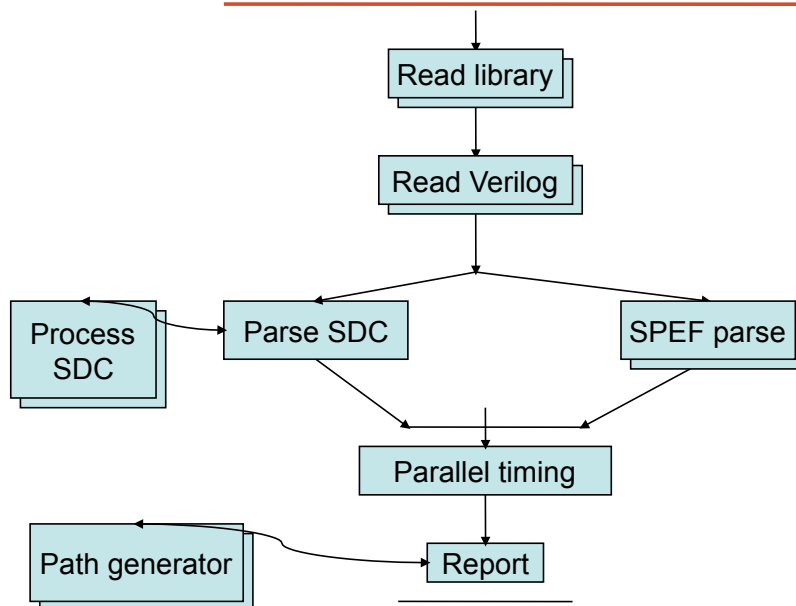 Read library
Read Verilog
Process
SDC
Parse SDC
SPEF parse
Parallel timing
Path generator
Report